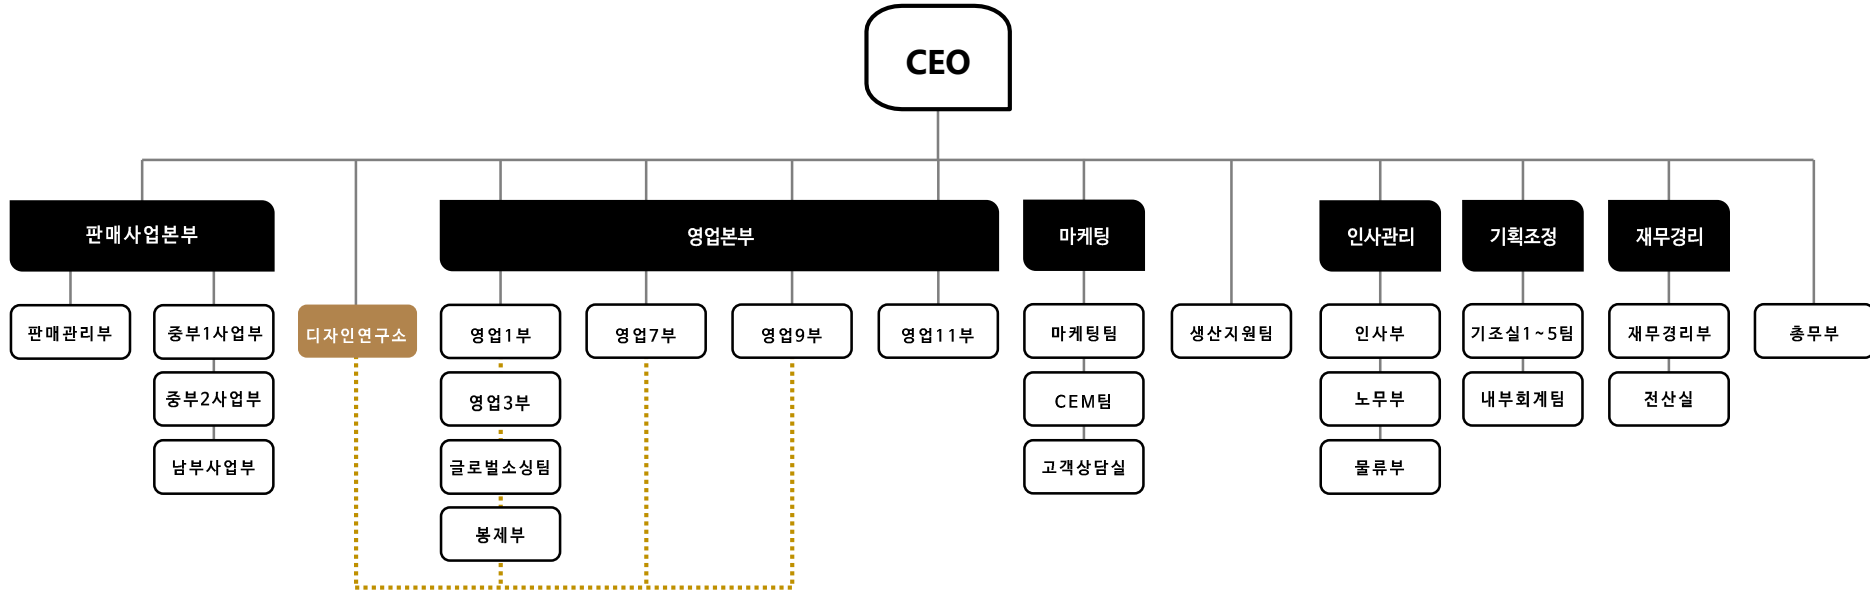 CEO
판매사업본부
영업본부
마케팅
인사관리
기획조정
재무경리
판매관리부
중부1사업부
디자인연구소
영업1부
영업7부
영업9부
영업11부
마케팅팀
생산지원팀
인사부
기조실1~5팀
재무경리부
총무부
중부2사업부
영업3부
CEM팀
노무부
내부회계팀
전산실
남부사업부
글로벌소싱팀
고객상담실
물류부
봉제부